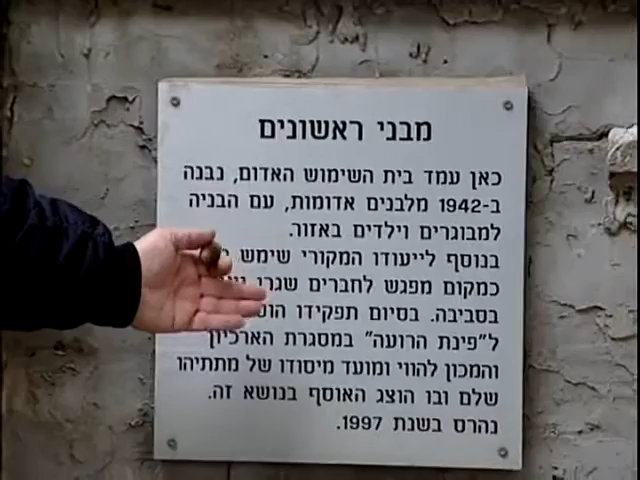 מבני ראשונים
כאן עמד בית השימוש האדום, נבנה
ב-1942 מלבנים אדומות, עם הבניה
למבוגרים וילדים באזור.
בנוסף לייעודו המקורי שימש
כמקום מפגש לחברים שגרו
בסביבה. בסיום תפקידו
ל"פינת הרועה" במסגרת הארכיון
והמכון להווי ומועד מיסודו של מתתיהו
שלם ובו הוצג האוסף בנושא זה.
נהרס בשנת 1997.